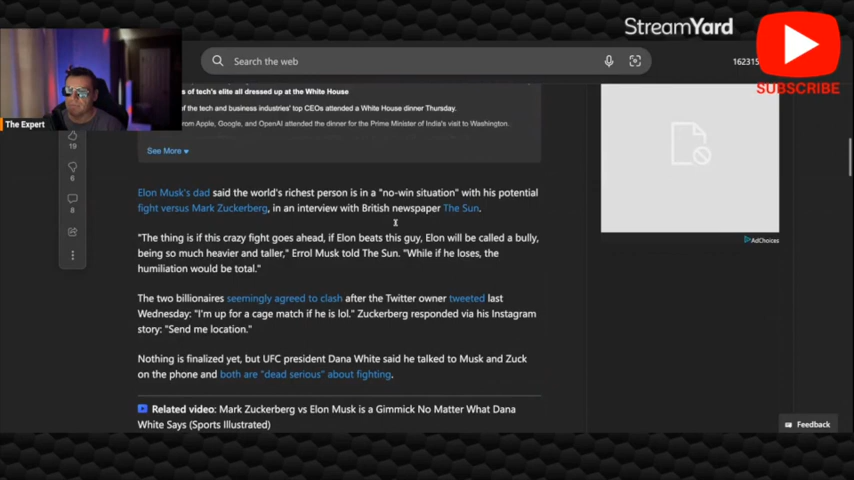 StreamYard
SUBSCRIBE
Search the web
162315
The Expert
s of tech's elite all dressed up at the White House
of the tech and business industries' top CEOs attended a White House dinner Thursday.
from Apple, Google, and OpenAI attended the dinner for the Prime Minister of India's visit to Washington.
See More
19
6
8
Elon Musk's dad said the world's richest person is in a "no-win situation" with his potential
fight versus Mark Zuckerberg, in an interview with British newspaper The Sun.
"The thing is if this crazy fight goes ahead, if Elon beats this guy, Elon will be called a bully,
being so much heavier and taller," Errol Musk told The Sun. "While if he loses, the
humiliation would be total."
The two billionaires seemingly agreed to clash after the Twitter owner tweeted last
Wednesday: "I'm up for a cage match if he is lol." Zuckerberg responded via his Instagram
story: "Send me location."
Nothing is finalized yet, but UFC president Dana White said he talked to Musk and Zuck
on the phone and both are "dead serious" about fighting.
Related video: Mark Zuckerberg vs Elon Musk is a Gimmick No Matter What Dana
White Says (Sports Illustrated)
AdChoices
Feedback